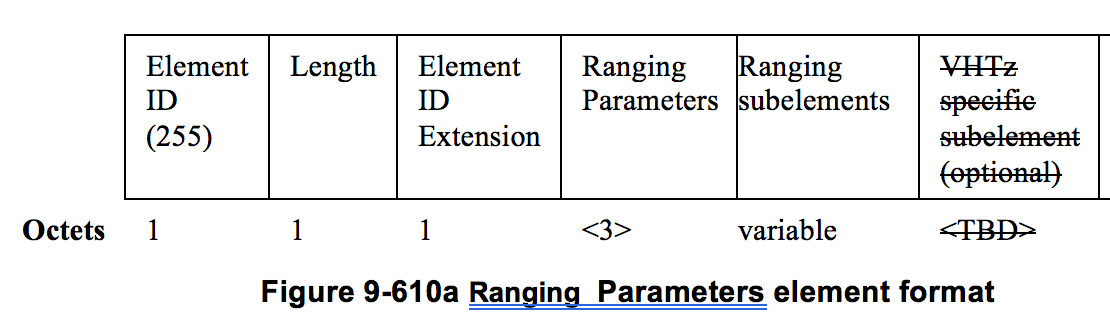 Element ID (255)
Length
Element ID Extension
Ranging Parameters
Ranging subelements
VHTz specific subelement (optional)
Octets 1 1 1 <3> variable <TBD>
Figure 9-610a Ranging Parameters element format